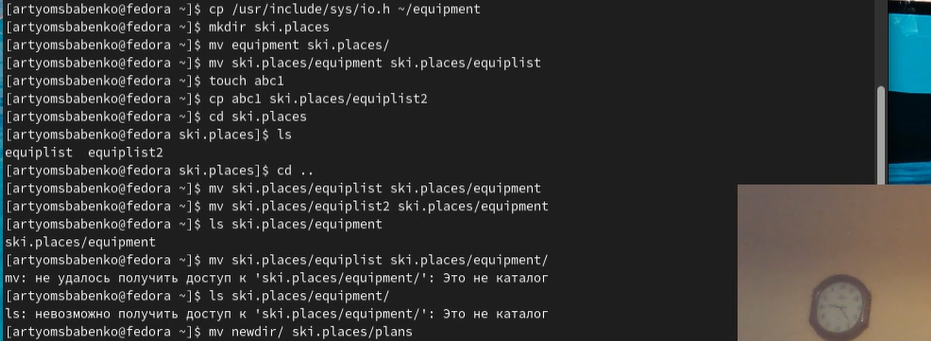 [artyomsbabenko@fedora ~]$ cp /usr/include/sys/io.h ~/equipment
[artyomsbabenko@fedora ~]$ mkdir ski.places
[artyomsbabenko@fedora ~]$ mv equipment ski.places/
[artyomsbabenko@fedora ~]$ mv ski.places/equipment ski.places/equiplist
[artyomsbabenko@fedora ~]$ touch abc1
[artyomsbabenko@fedora ~]$ cp abc1 ski.places/equiplist2
[artyomsbabenko@fedora ~]$ cd ski.places
[artyomsbabenko@fedora ski.places]$ ls
equiplist  equiplist2
[artyomsbabenko@fedora ski.places]$ cd ..
[artyomsbabenko@fedora ~]$ mv ski.places/equiplist ski.places/equipment
[artyomsbabenko@fedora ~]$ mv ski.places/equiplist2 ski.places/equipment
[artyomsbabenko@fedora ~]$ ls ski.places/equipment
ski.places/equipment
[artyomsbabenko@fedora ~]$ mv ski.places/equiplist ski.places/equipment/
mv: не удалось получить доступ к 'ski.places/equipment/': Это не каталог
[artyomsbabenko@fedora ~]$ ls ski.places/equipment/
ls: невозможно получить доступ к 'ski.places/equipment/': Это не каталог
[artyomsbabenko@fedora ~]$ mv newdir/ ski.places/plans